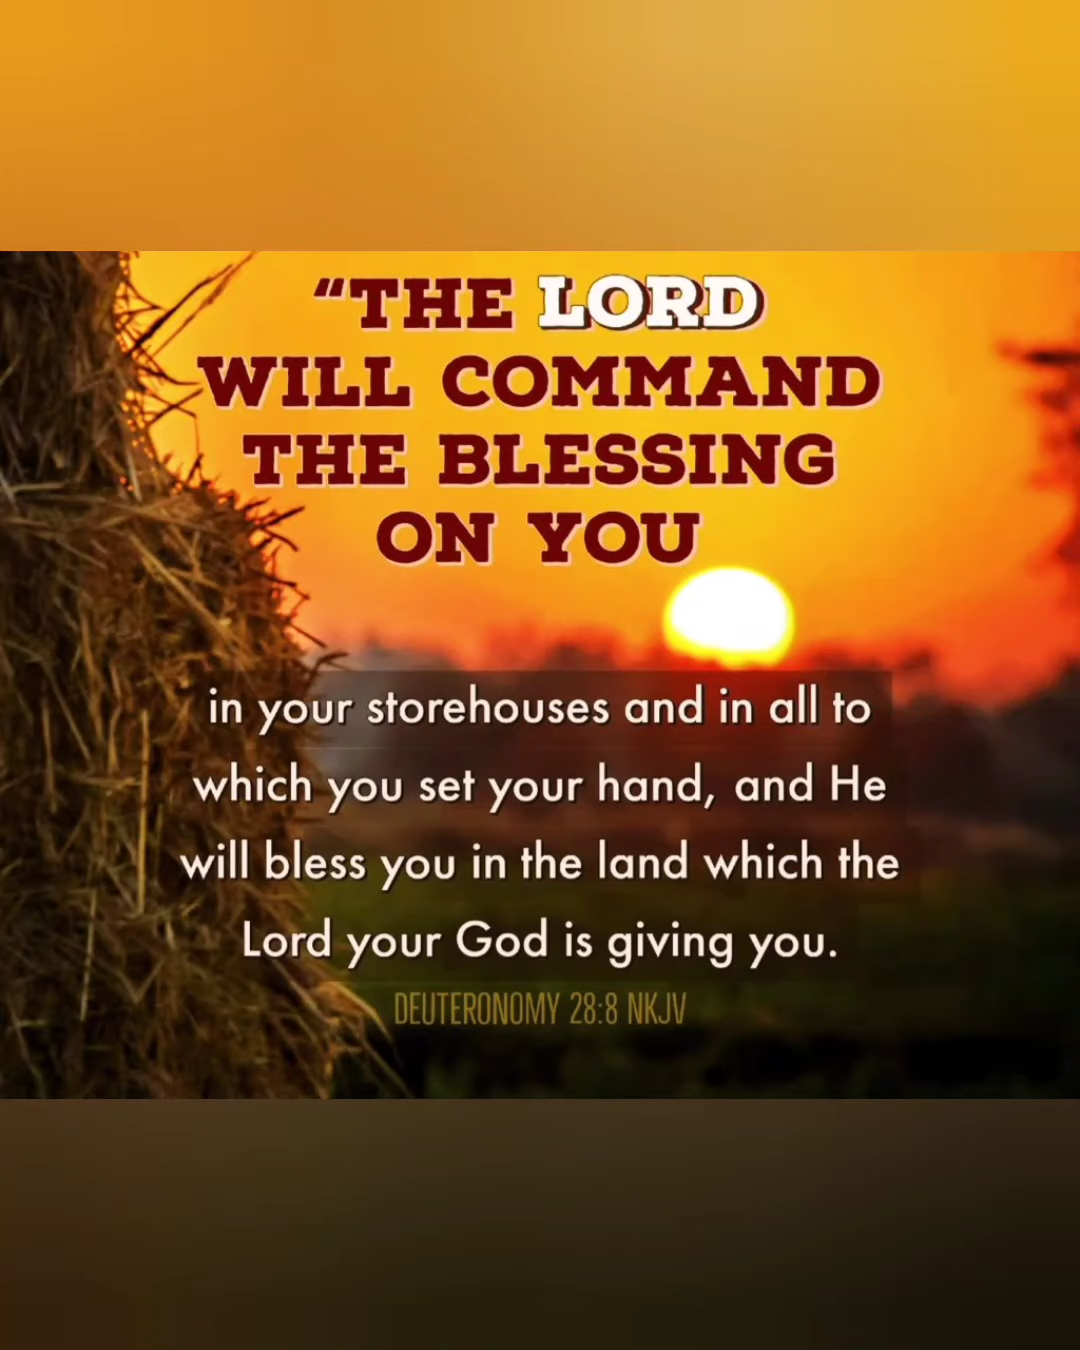 “THE LORD
WILL COMMAND
THE BLESSING
ON YOU
in your storehouses and in all to
which you set your hand, and He
will bless you in the land which the
Lord your God is giving you.
DEUTERONOMY 28:8 NKJV